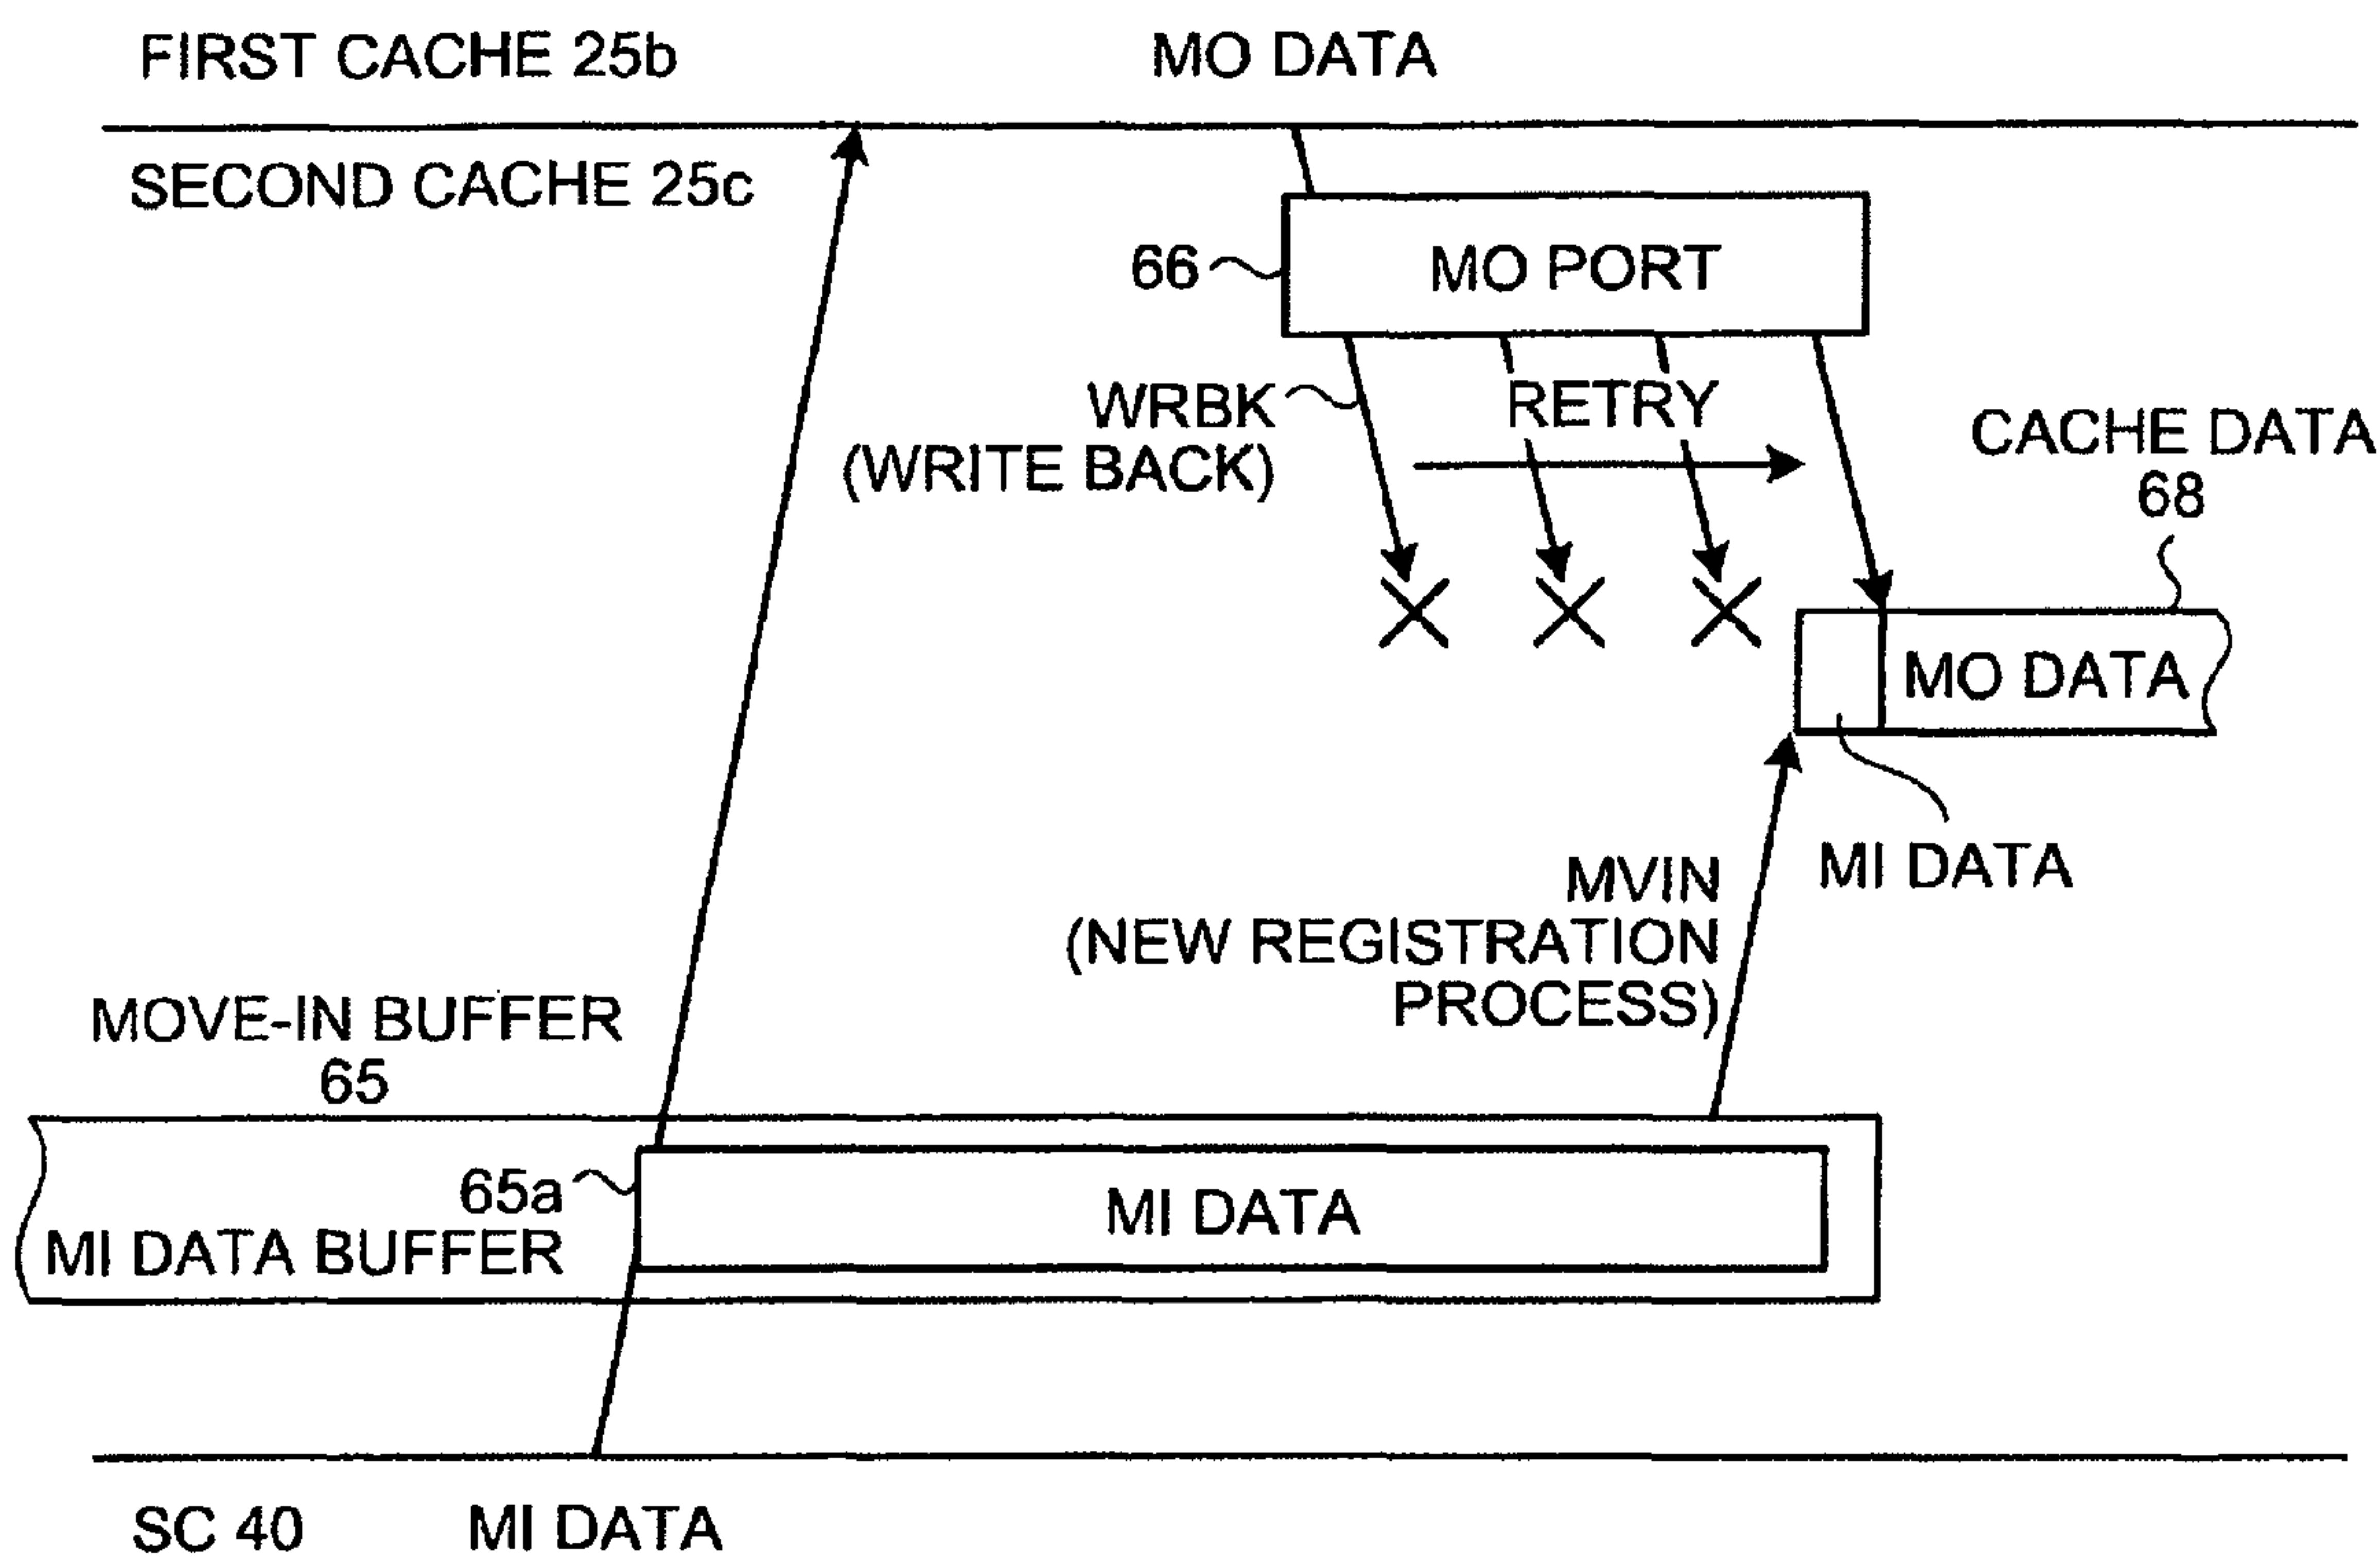 FIRST CACHE 25b
MO DATA
SECOND CACHE 25c
66
MO PORT
WRBK
(WRITE BACK)
RETRY
CACHE DATA
68
MO DATA
MI DATA
MVIN
(NEW REGISTRATION
PROCESS)
MOVE-IN BUFFER
65
65a
MI DATA BUFFER
MI DATA
SC 40
MI DATA